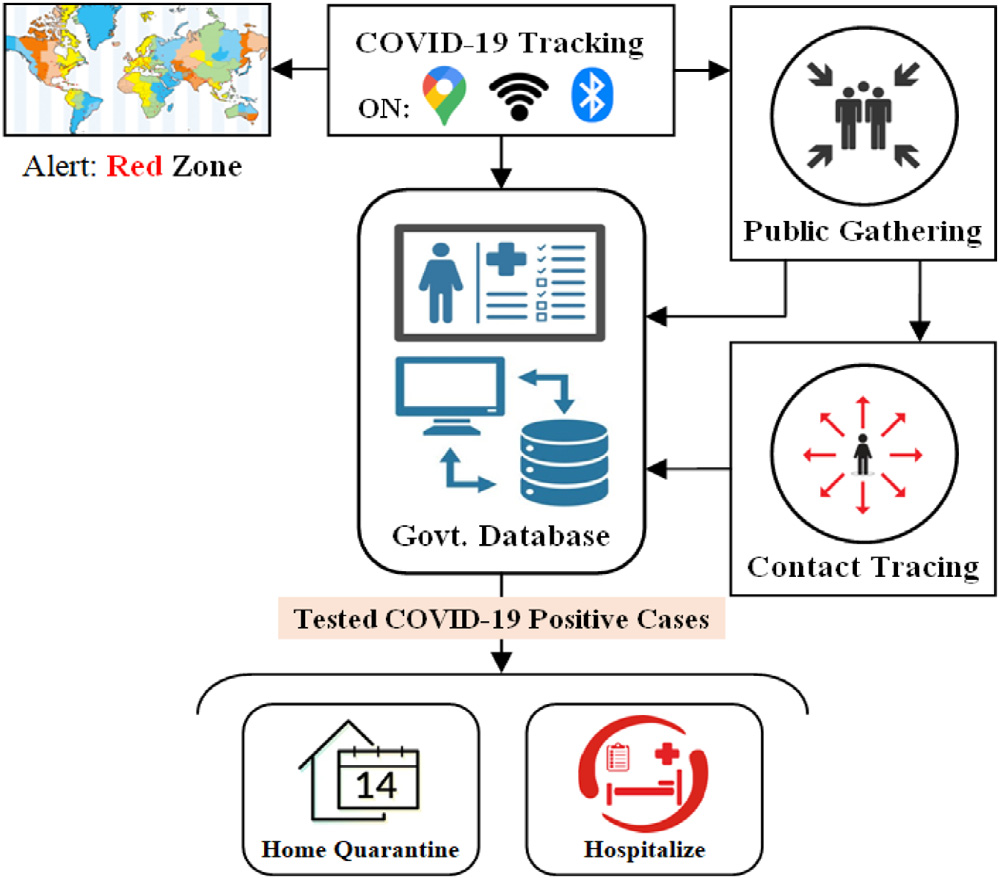 COVID-19 Tracking
ON:
Alert: Red Zone
Public Gathering
Govt. Database
Contact Tracing
Tested COVID-19 Positive Cases
14
Home Quarantine
Hospitalize